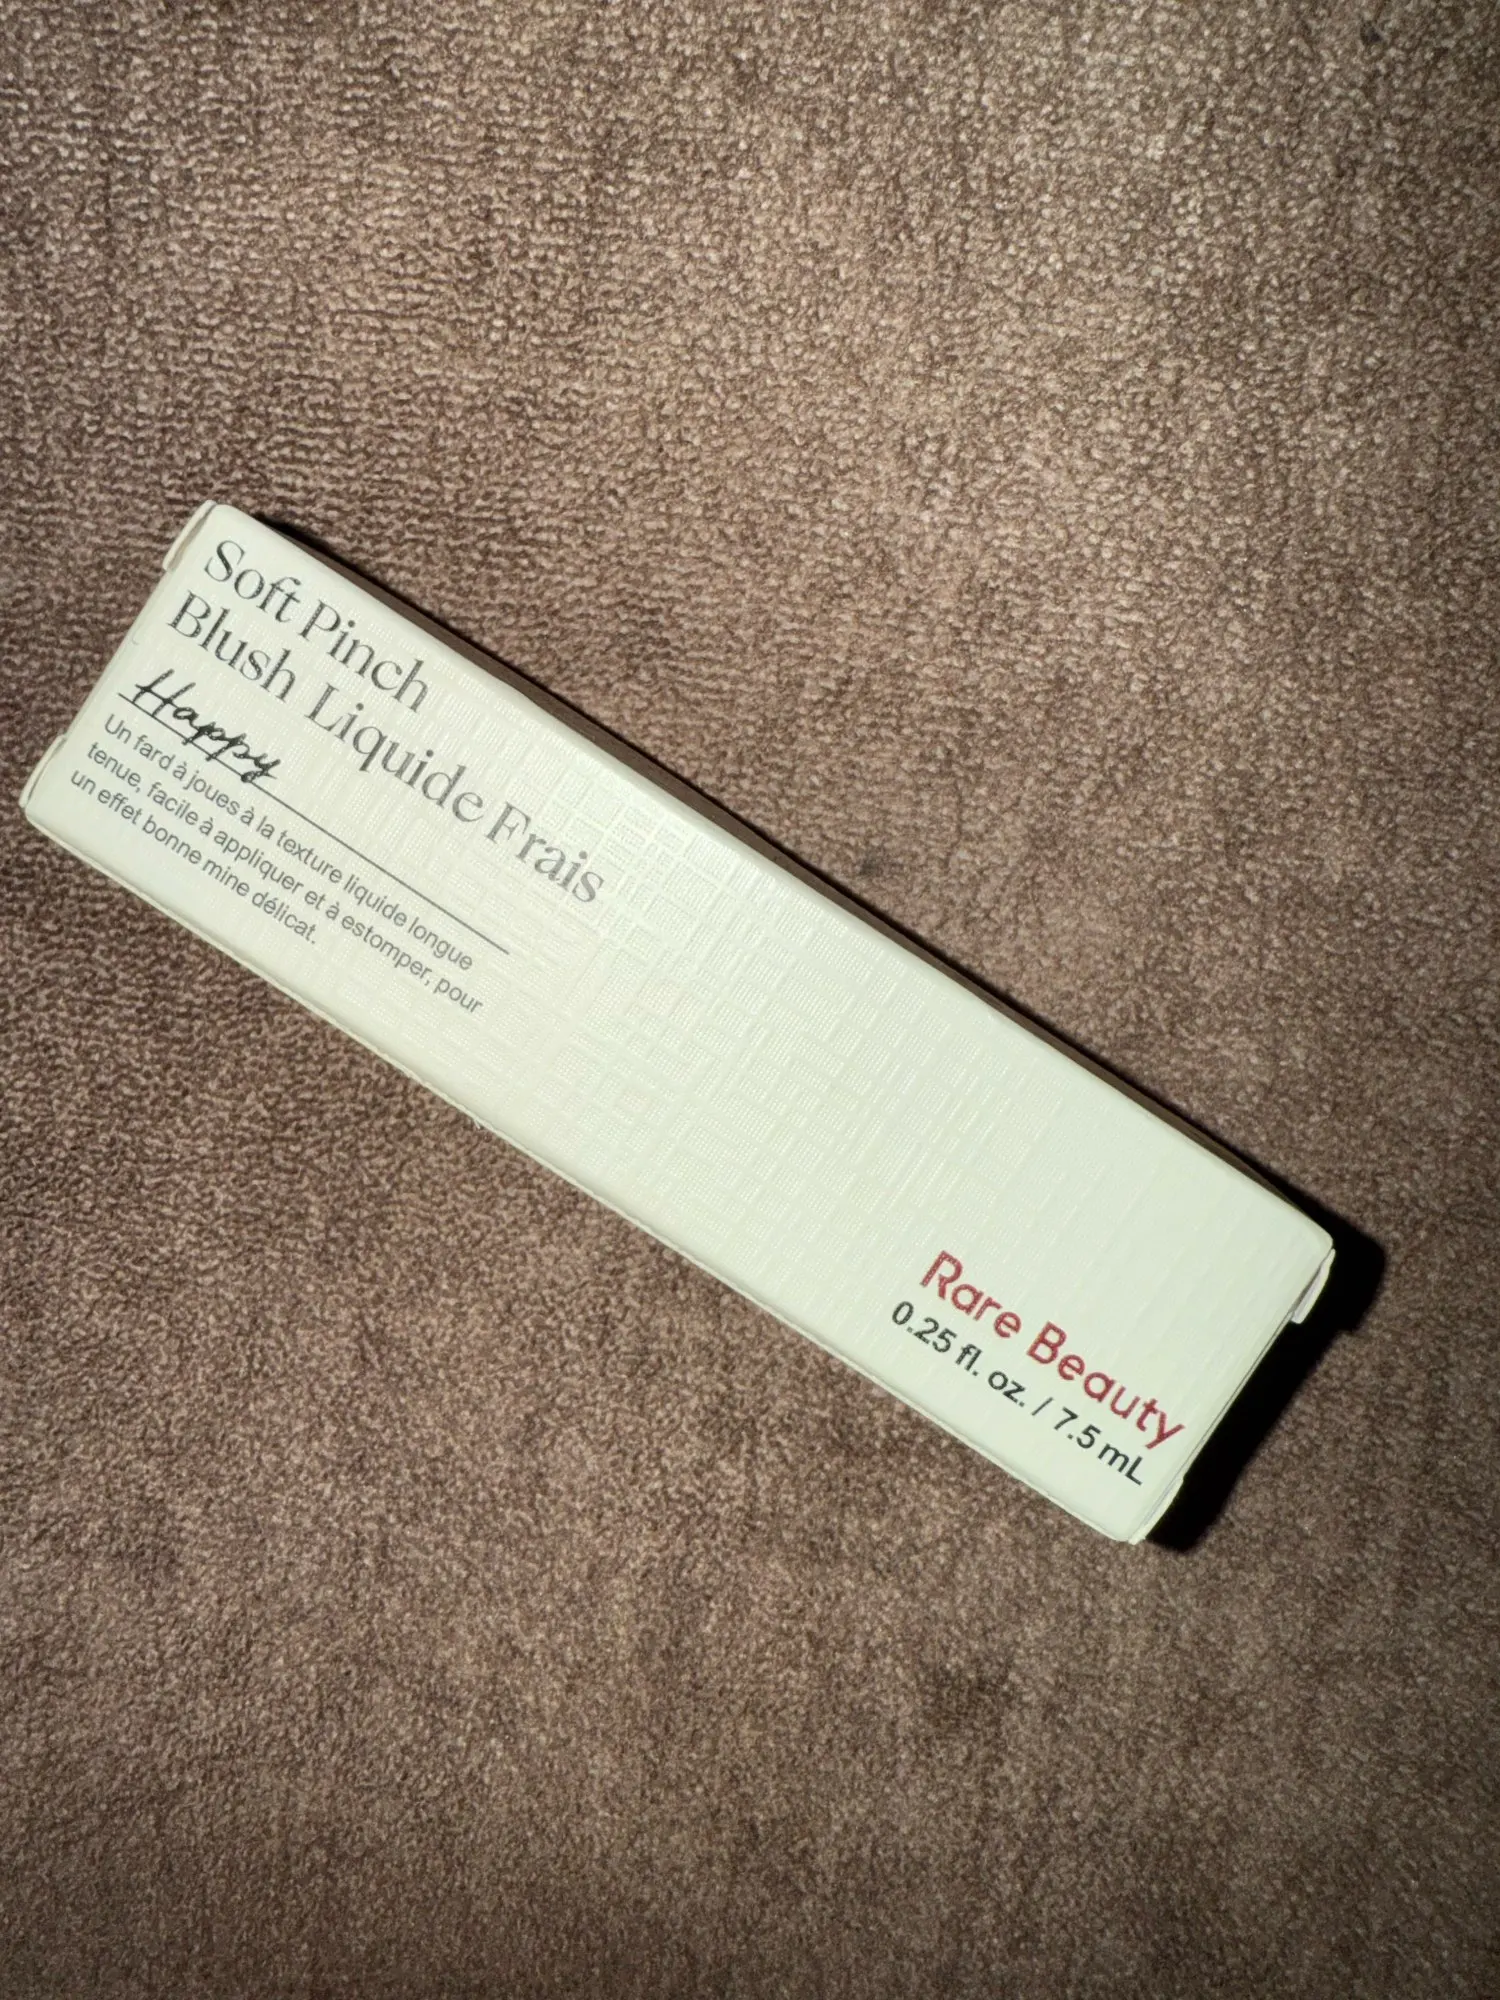 Soft Pinch
Blush Liquide Frais
Happy
Un fard à joues à la texture liquide longue
tenue, facile à appliquer et à estomper, pour
un effet bonne mine délicat.
Rare Beauty
0.25 fl. oz. / 7.5 mL